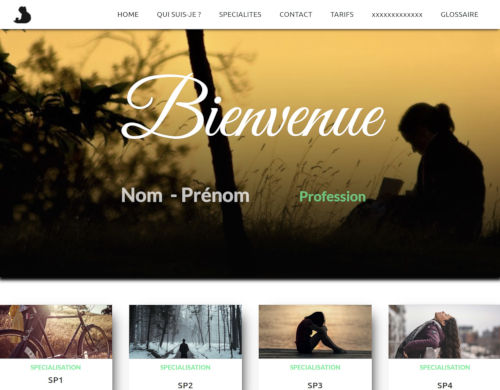 HOME QUI SUIS-JE ? SPECIALITES CONTACT TARIFS xxxxxxxxxxxxx GLOSSAIRE
Bienvenue
Nom - Prénom Profession
SPECIALISATION SPECIALISATION SPECIALISATION SPECIALISATION
SP1 SP2 SP3 SP4